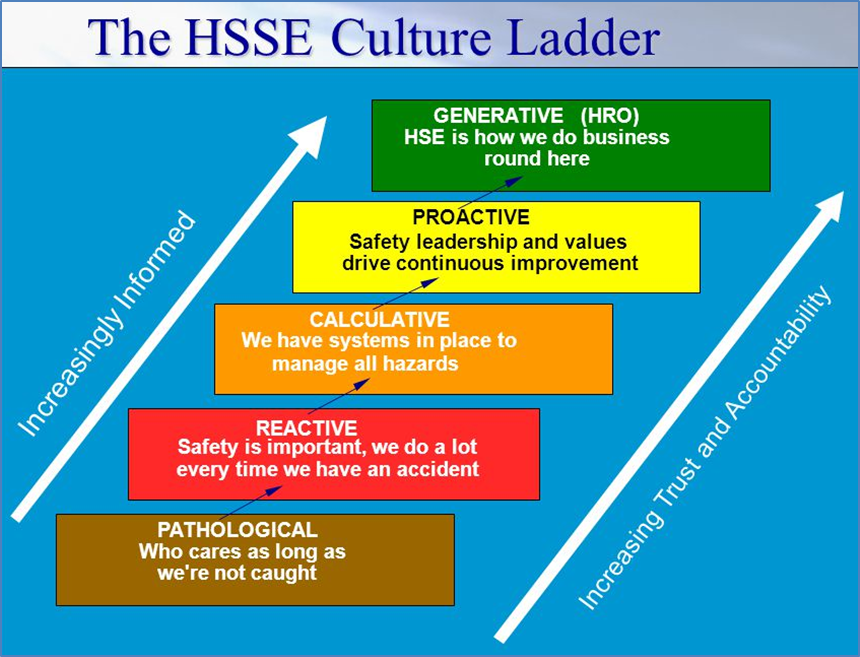 The HSSE Culture Ladder
GENERATIVE (HRO)
HSE is how we do business
round here
PROACTIVE
Safety leadership and values
drive continuous improvement
CALCULATIVE
We have systems in place to
manage all hazards
REACTIVE
Safety is important, we do a lot
every time we have an accident
PATHOLOGICAL
Who cares as long as
we're not caught
Increasingly Informed
Increasing Trust and Accountability